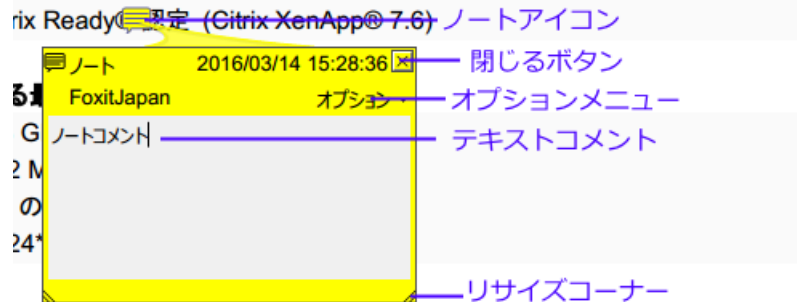 rix Ready 認定 (Citrix XenApp® 7.6) ノートアイコン
ノート 2016/03/14 15:28:36 閉じるボタン
FoxitJapan オプション オプションメニュー
G ノートコメント テキストコメント
2 M
の
24*
リサイズコーナー